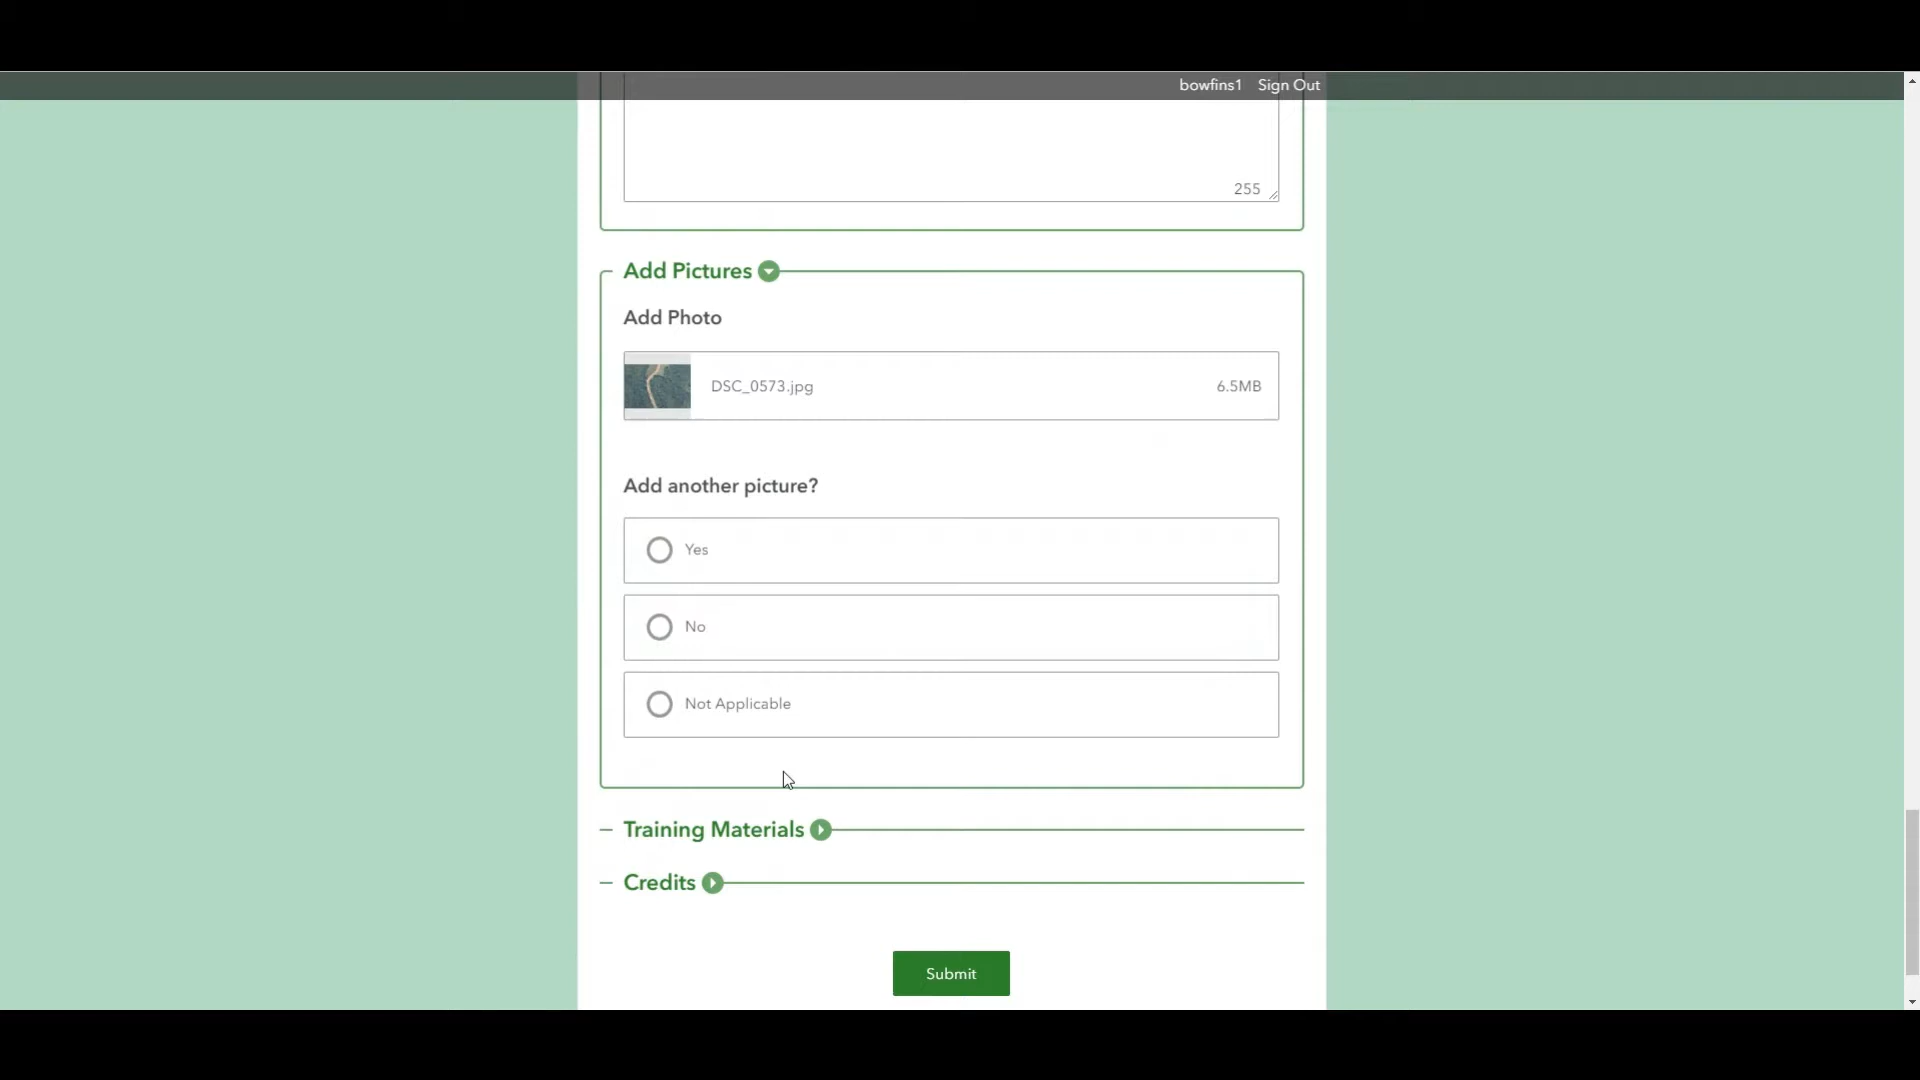 bowfins1 Sign Out
255
Add Pictures
Add Photo
DSC_0573.jpg 6.5MB
Add another picture?
Yes
No
Not Applicable
Training Materials
Credits
Submit